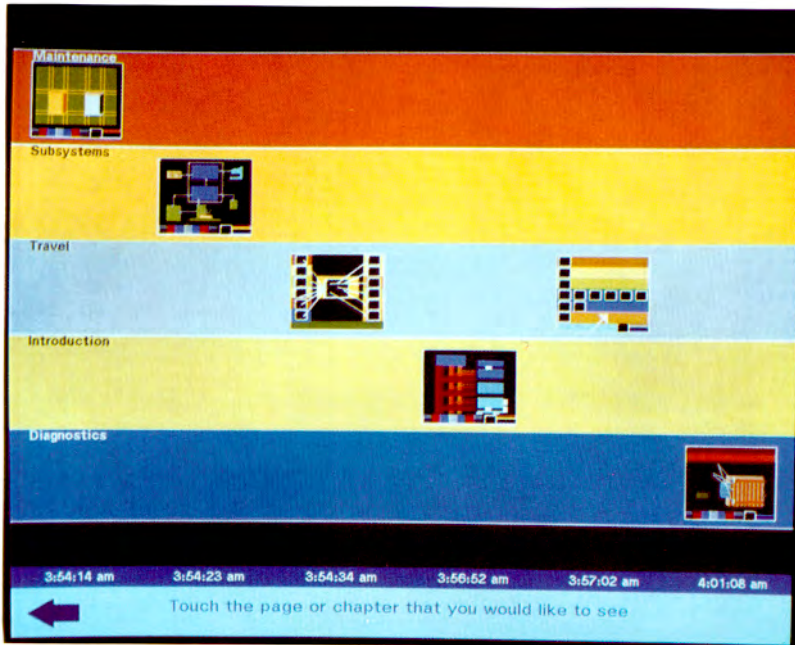 Maintenance
Subsystems
Travel
Introduction
Diagnostics
3:54:14 am 3:54:23 am 3:54:34 am 3:56:52 am 3:57:02 am 4:01:08 am
Touch the page or chapter that you would like to see